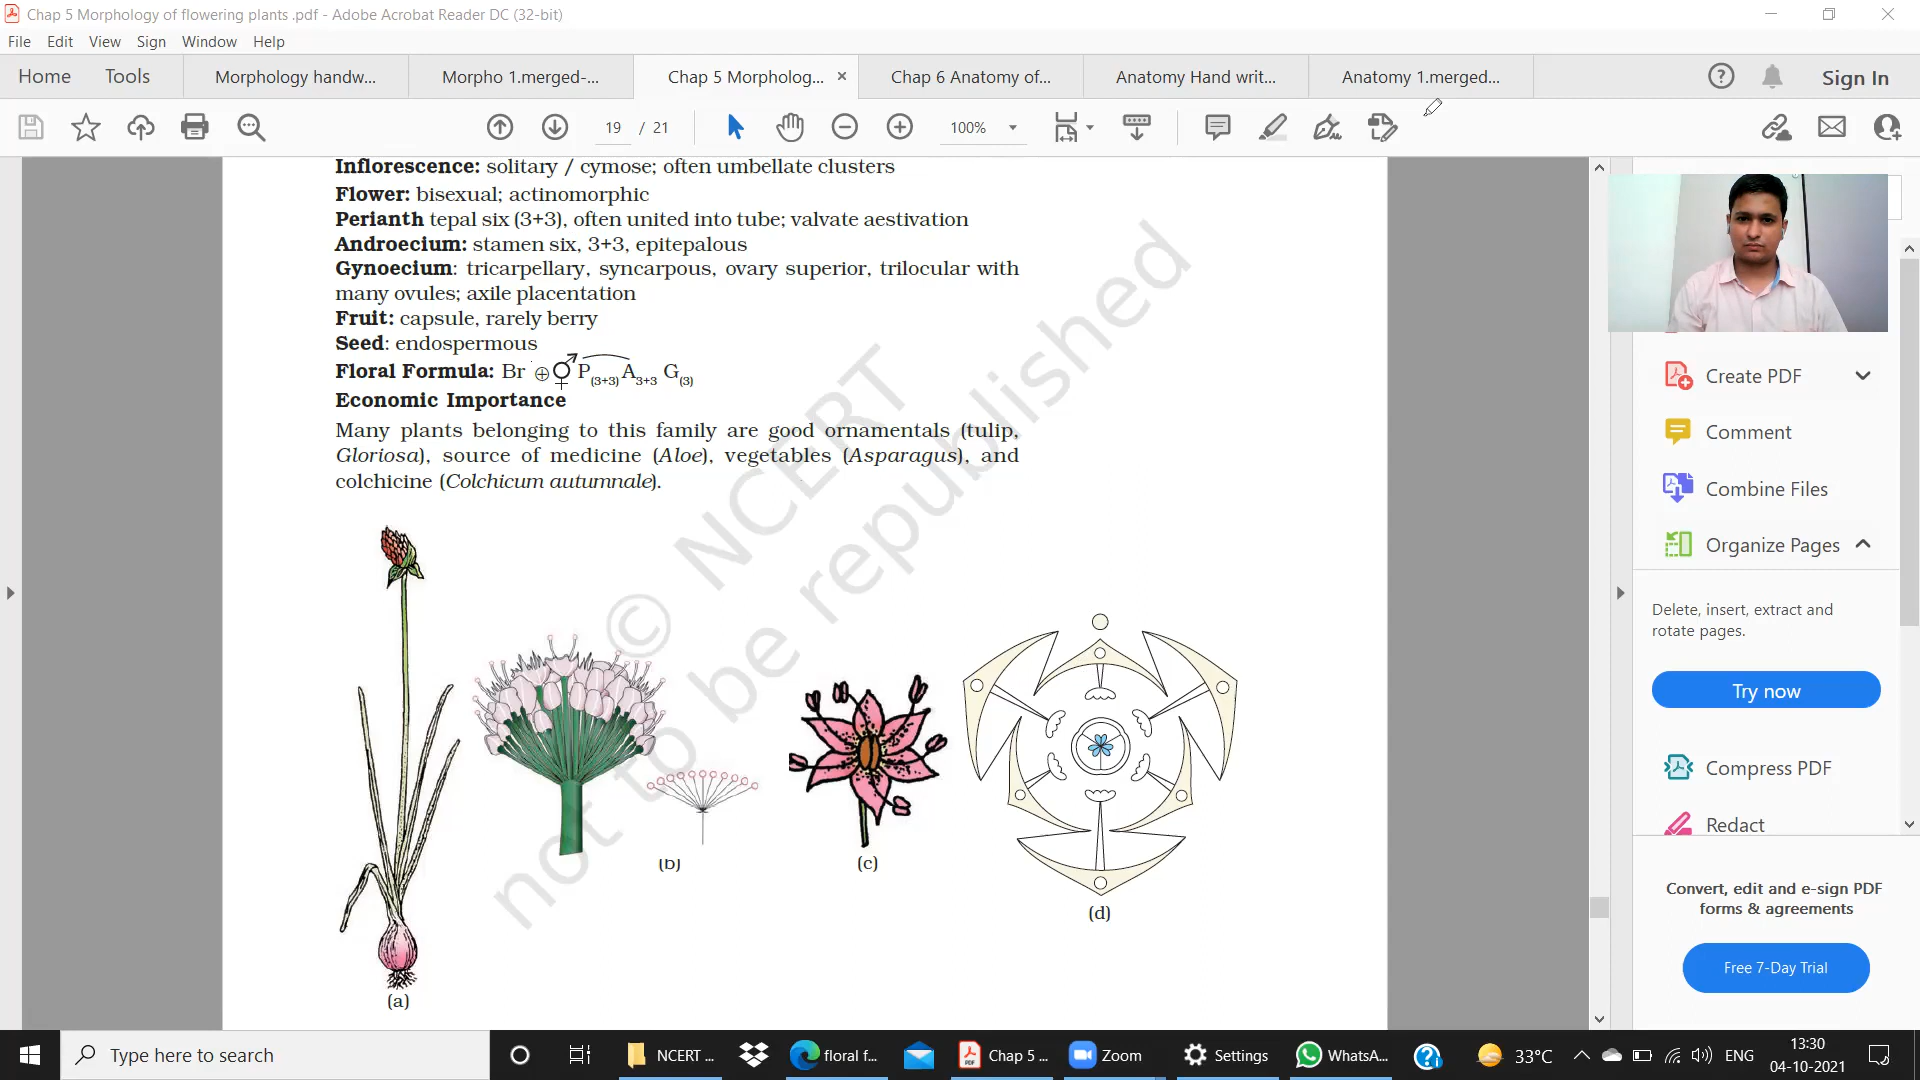 Chap 5 Morphology of flowering plants .pdf - Adobe Acrobat Reader DC (32-bit)
File Edit View Sign Window Help
Home Tools Morphology handw... Morpho 1.merged-... Chap 5 Morpholog... × Chap 6 Anatomy of... Anatomy Hand writ... Anatomy 1.merged... Sign In
19 / 21 100%
Inflorescence: solitary / cymose; often umbellate clusters
Flower: bisexual; actinomorphic
Perianth tepal six (3+3), often united into tube; valvate aestivation
Androecium: stamen six, 3+3, epitepalous
Gynoecium: tricarpellary, syncarpous, ovary superior, trilocular with
many ovules; axile placentation
Fruit: capsule, rarely berry
Seed: endospermous
Floral Formula: Br ⊕ ⚥ P(3+3) A3+3 G(3)
Economic Importance
Many plants belonging to this family are good ornamentals (tulip,
Gloriosa), source of medicine (Aloe), vegetables (Asparagus), and
colchicine (Colchicum autumnale).
© NCERT
not to be republished
(a)
(b)
(c)
(d)
Create PDF
Comment
Combine Files
Organize Pages
Delete, insert, extract and
rotate pages.
Try now
Compress PDF
Redact
Convert, edit and e-sign PDF
forms & agreements
Free 7-Day Trial
Type here to search NCERT ... floral f... Chap 5 ... Zoom Settings WhatsA... 33°C ENG 13:30
04-10-2021